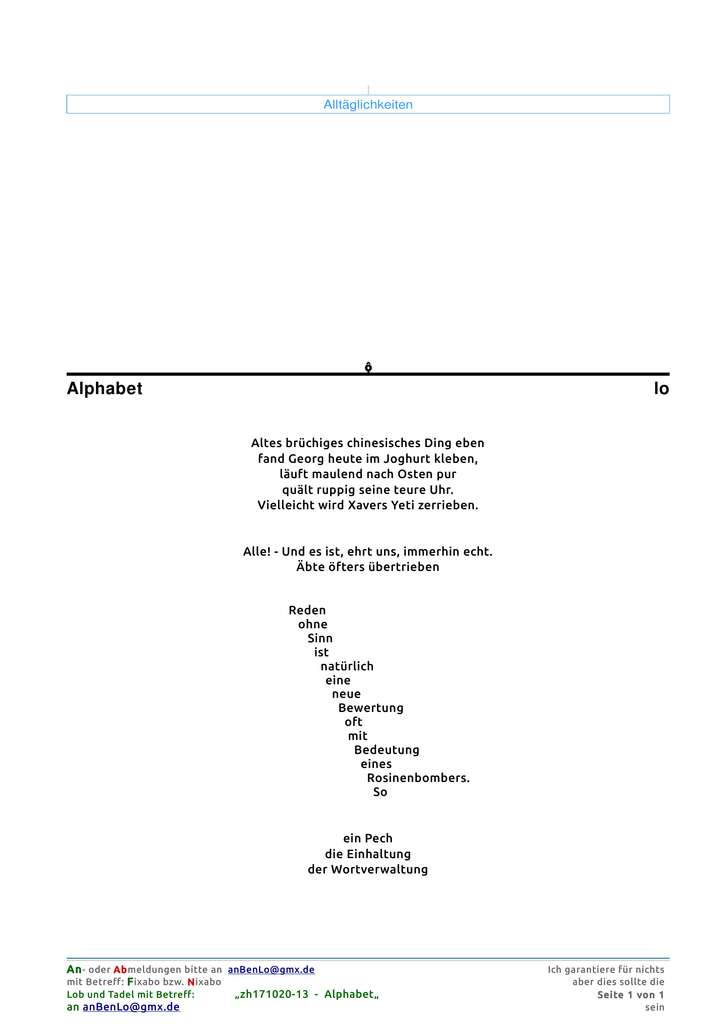 Alltäglichkeiten
Alphabet lo
Altes brüchiges chinesisches Ding eben
fand Georg heute im Joghurt kleben,
läuft maulend nach Osten pur
quält ruppig seine teure Uhr.
Vielleicht wird Xavers Yeti zerrieben.
Alle! - Und es ist, ehrt uns, immerhin echt.
Äbte öfters übertrieben
Reden
ohne
Sinn
ist
natürlich
eine
neue
Bewertung
oft
mit
Bedeutung
eines
Rosinenbombers.
So
ein Pech
die Einhaltung
der Wortverwaltung
An- oder Abmeldungen bitte an anBenLo@gmx.de
mit Betreff: Fixabo bzw. Nixabo
Lob und Tadel mit Betreff: „zh171020-13 - Alphabet„
an anBenLo@gmx.de
Ich garantiere für nichts
aber dies sollte die
Seite 1 von 1
sein